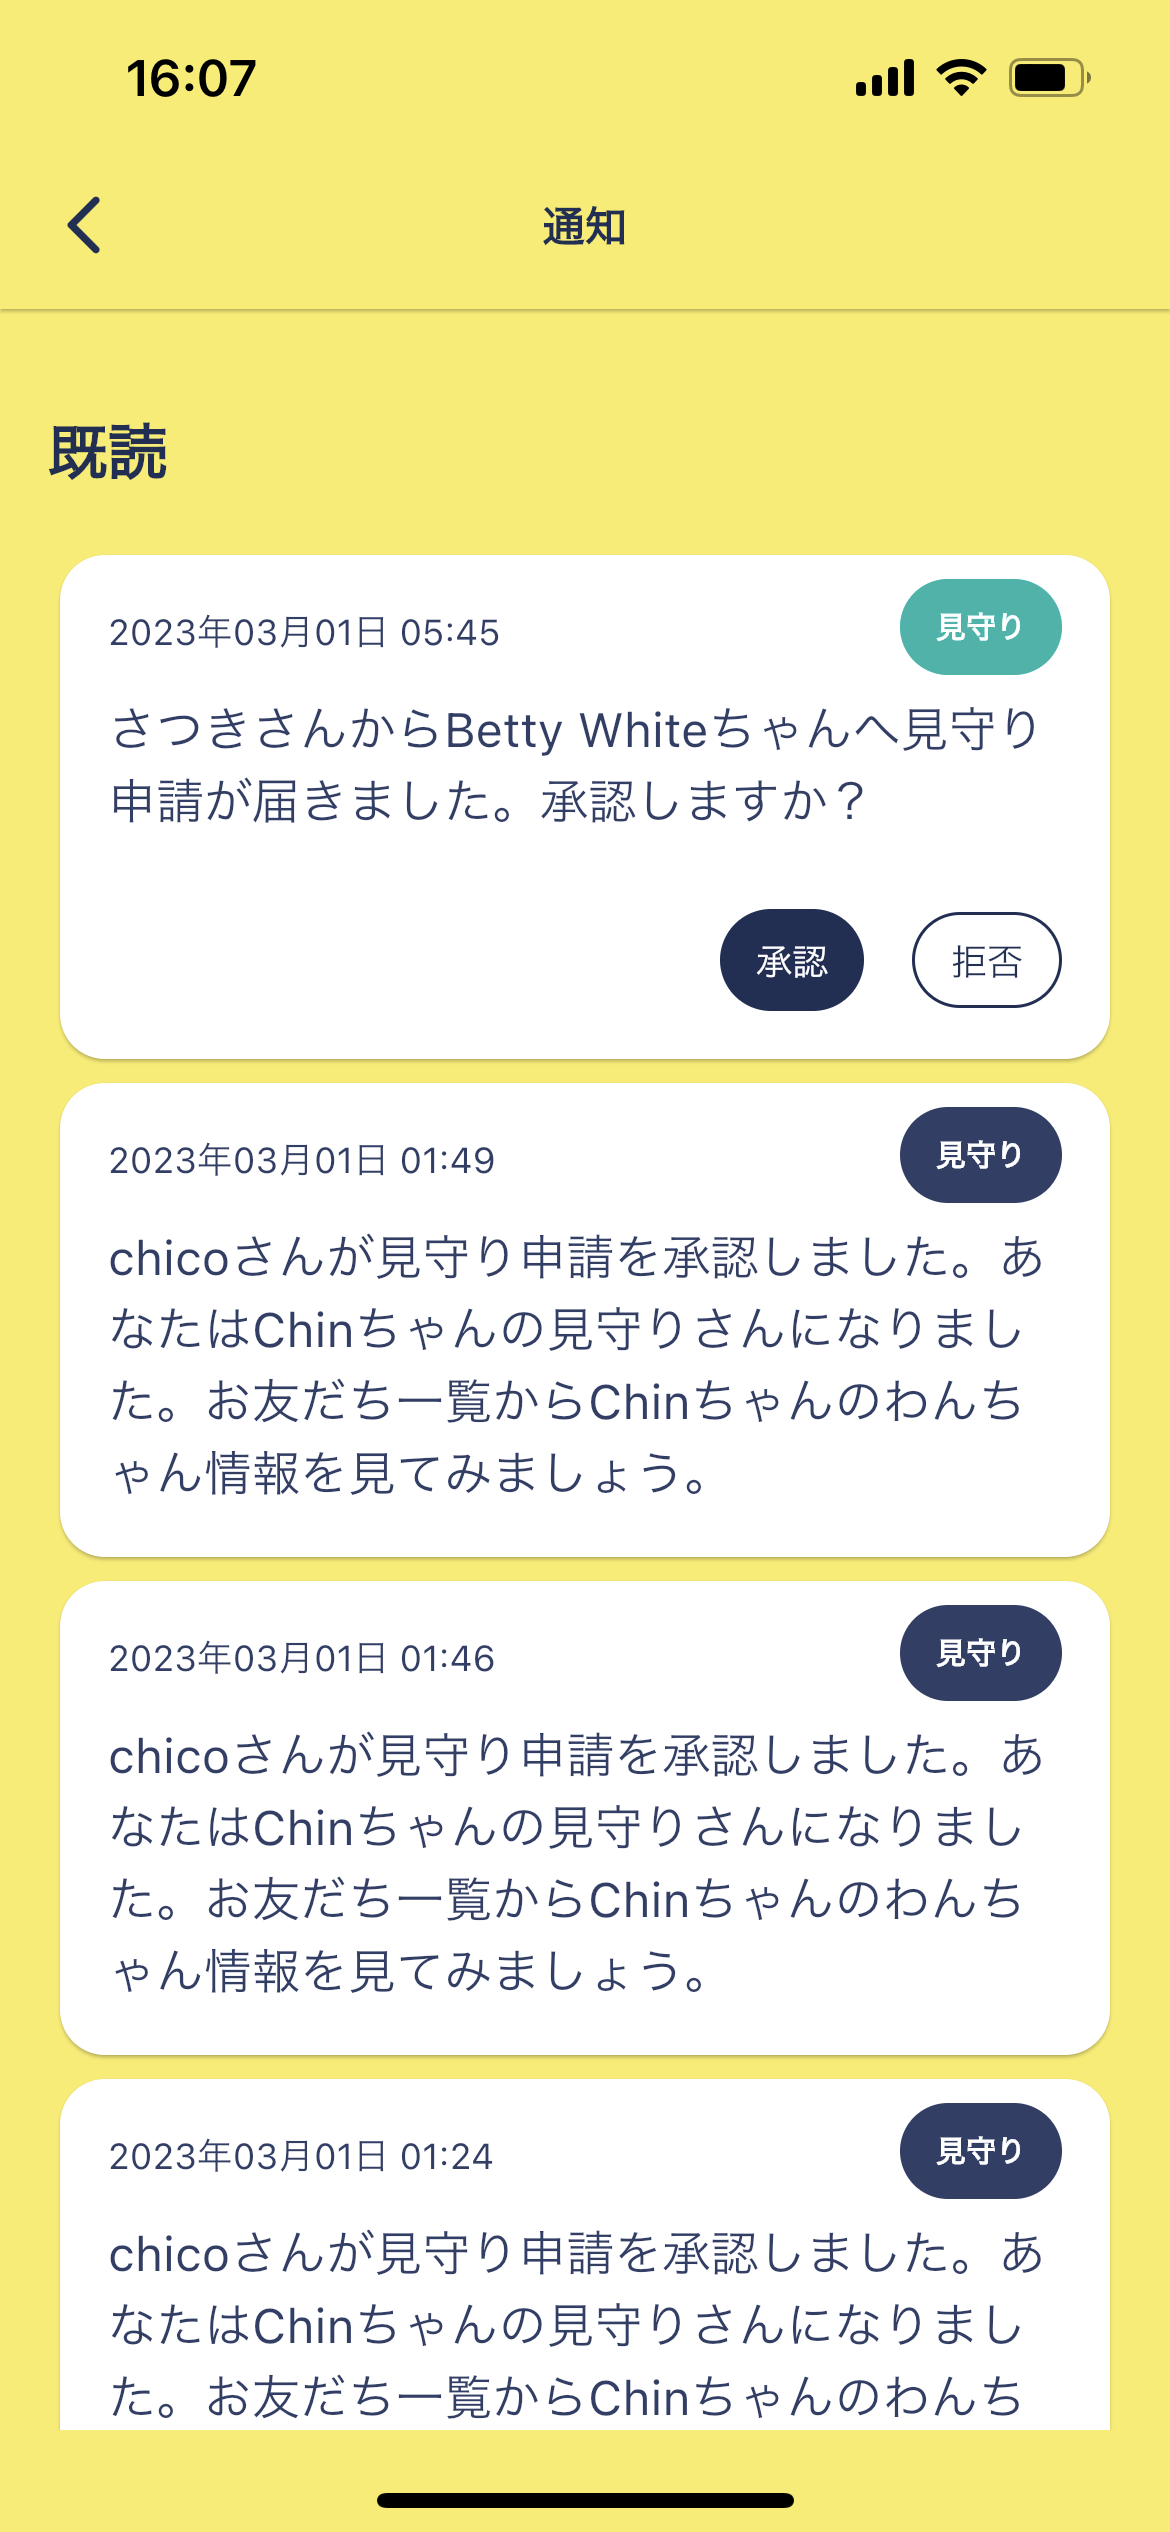 16:07
通知
既読
2023年03月01日 05:45
見守り
さつきさんからBetty Whiteちゃんへ見守り
申請が届きました。承認しますか？
承認
拒否
2023年03月01日 01:49
見守り
chicoさんが見守り申請を承認しました。あ
なたはChinちゃんの見守りさんになりまし
た。お友だち一覧からChinちゃんのわんち
ゃん情報を見てみましょう。
2023年03月01日 01:46
見守り
chicoさんが見守り申請を承認しました。あ
なたはChinちゃんの見守りさんになりまし
た。お友だち一覧からChinちゃんのわんち
ゃん情報を見てみましょう。
2023年03月01日 01:24
見守り
chicoさんが見守り申請を承認しました。あ
なたはChinちゃんの見守りさんになりまし
た。お友だち一覧からChinちゃんのわんち